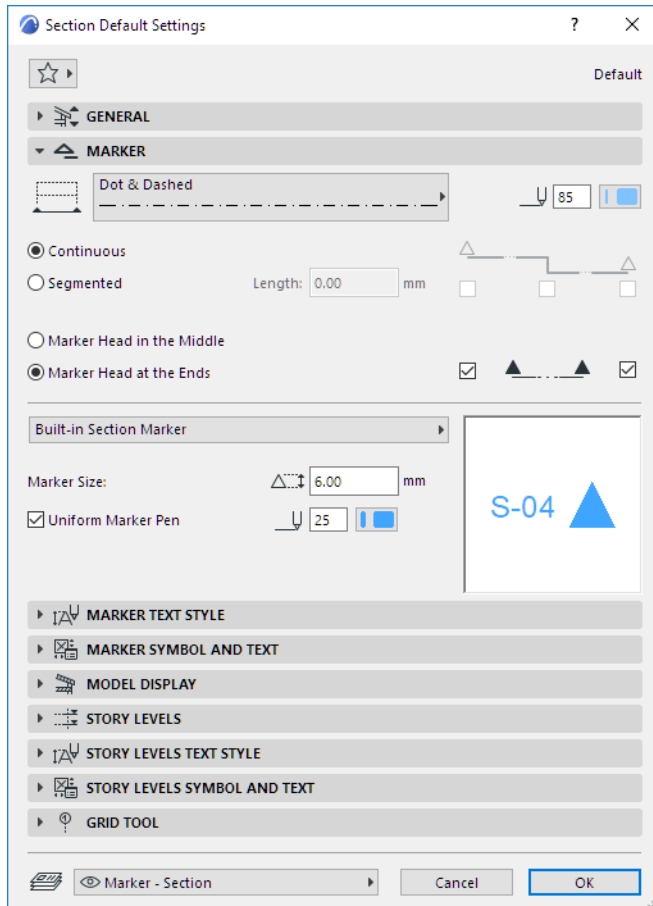 Section Default Settings ?
Default
GENERAL
MARKER
Dot & Dashed
85
Continuous
Segmented Length: 0.00 mm
Marker Head in the Middle
Marker Head at the Ends
Built-in Section Marker
Marker Size: 6.00 mm
Uniform Marker Pen 25
S-04
MARKER TEXT STYLE
MARKER SYMBOL AND TEXT
MODEL DISPLAY
STORY LEVELS
STORY LEVELS TEXT STYLE
STORY LEVELS SYMBOL AND TEXT
GRID TOOL
Marker - Section Cancel OK